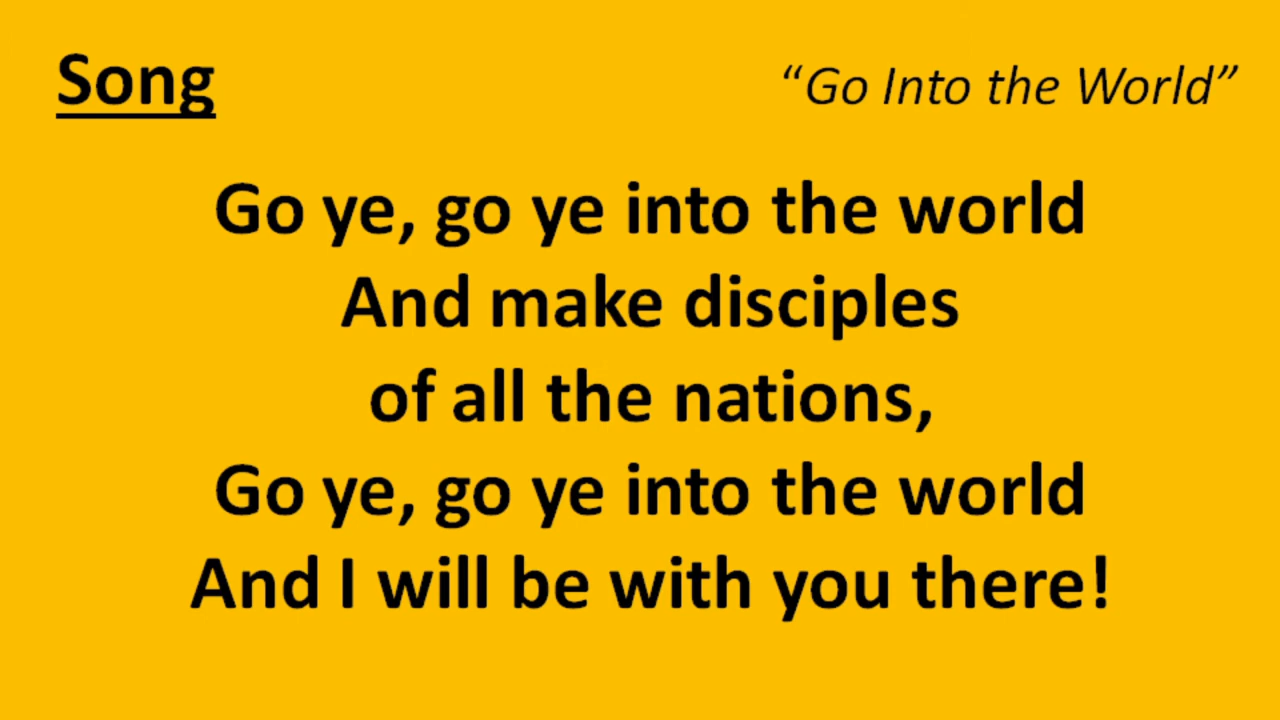 Song
“Go Into the World”
Go ye, go ye into the world
And make disciples
of all the nations,
Go ye, go ye into the world
And I will be with you there!